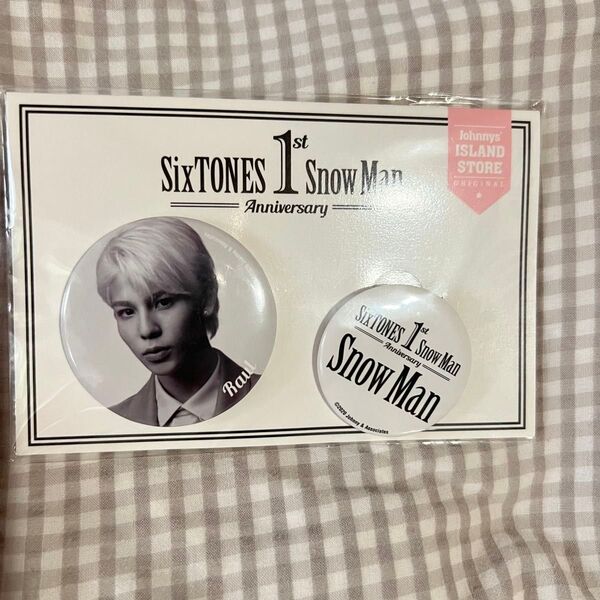 SixTONES 1st Snow Man
Anniversary
Johnnys'
ISLAND
STORE
ORIGINAL
Raul
SixTONES 1st Snow Man
Anniversary
Snow Man
©2020 Johnny & Associates